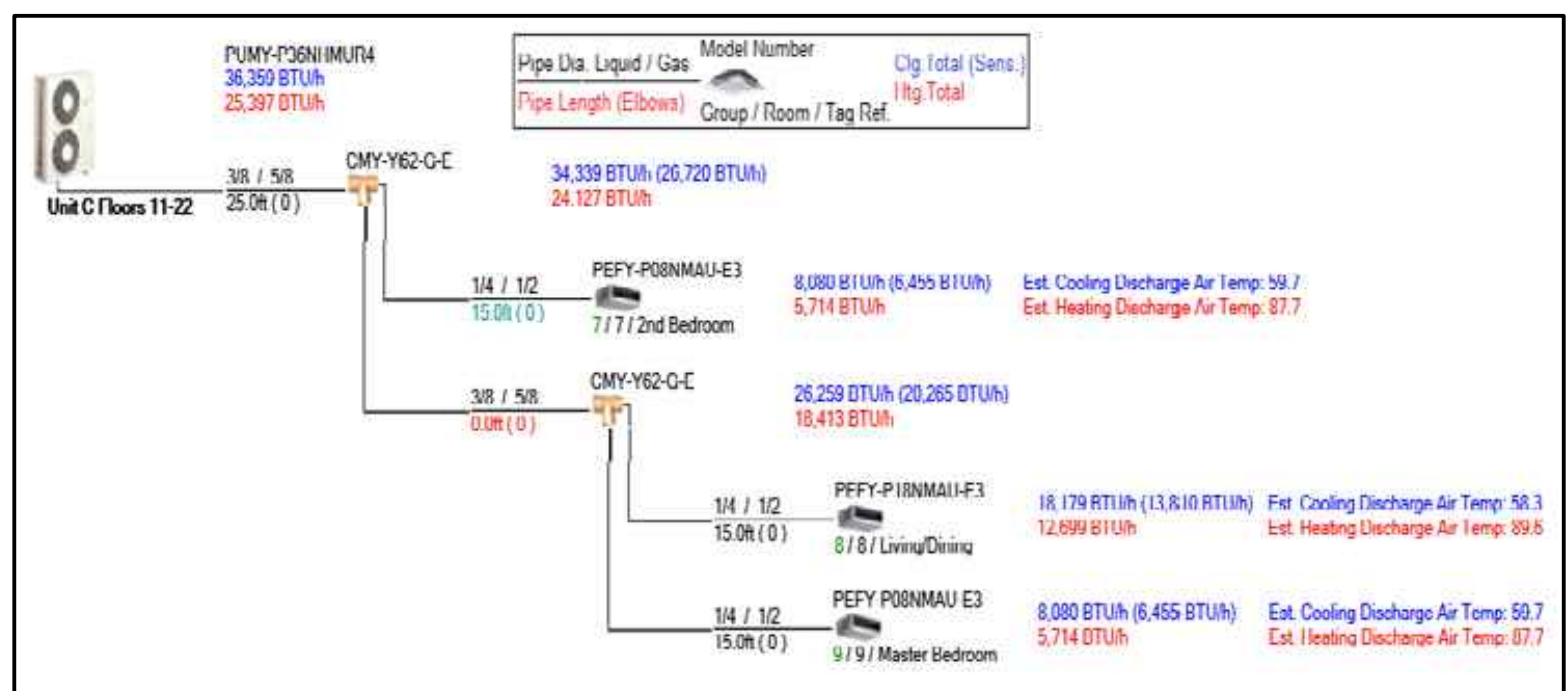 PUMY-P36NHMUR4
36,359 BTU/h
25,397 BTU/h
Pipe Dia. Liquid / Gas
Pipe Length (Elbows)
Model Number
Group / Room / Tag Ref.
Clg.Total (Sens.)
Htg.Total
Unit C Floors 11-22
3/8 / 5/8
25.0ft ( 0 )
CMY-Y62-G-E
34,339 BTU/h (26,720 BTU/h)
24,127 BTU/h
1/4 / 1/2
15.0ft ( 0 )
PEFY-P08NMAU-E3
7 / 7 / 2nd Bedroom
8,080 BTU/h (6,455 BTU/h)
5,714 BTU/h
Est. Cooling Discharge Air Temp: 59.7
Est. Heating Discharge Air Temp: 87.7
3/8 / 5/8
0.0ft ( 0 )
CMY-Y62-G-E
26,259 BTU/h (20,265 BTU/h)
18,413 BTU/h
1/4 / 1/2
15.0ft ( 0 )
PEFY-P18NMAU-E3
8 / 8 / Living/Dining
18,179 BTU/h (13,810 BTU/h)
12,699 BTU/h
Est. Cooling Discharge Air Temp: 58.3
Est. Heating Discharge Air Temp: 89.6
1/4 / 1/2
15.0ft ( 0 )
PEFY-P08NMAU-E3
9 / 9 / Master Bedroom
8,080 BTU/h (6,455 BTU/h)
5,714 BTU/h
Est. Cooling Discharge Air Temp: 59.7
Est. Heating Discharge Air Temp: 87.7